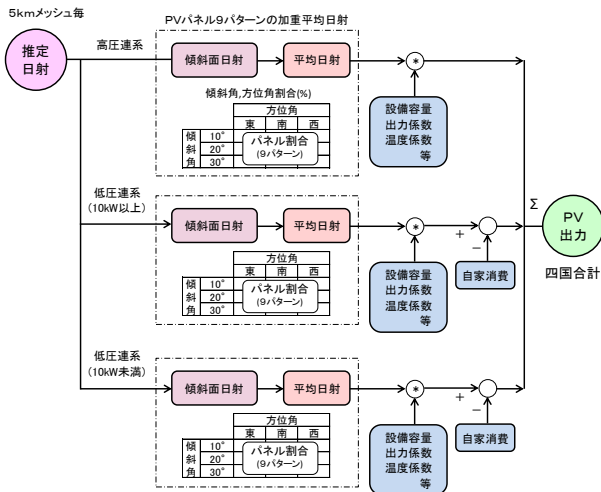 5kmメッシュ毎
推定
日射
PVパネル9パターンの加重平均日射
高圧連系
傾斜面日射
平均日射
*
傾斜角,方位角割合(%)
方位角
東 南 西
傾 10°
斜 20°
角 30°
パネル割合
(9パターン)
設備容量
出力係数
温度係数
等
低圧連系
(10kW以上)
傾斜面日射
平均日射
*
+
−
自家消費
方位角
東 南 西
傾 10°
斜 20°
角 30°
パネル割合
(9パターン)
設備容量
出力係数
温度係数
等
Σ
PV
出力
四国合計
低圧連系
(10kW未満)
傾斜面日射
平均日射
*
+
−
自家消費
方位角
東 南 西
傾 10°
斜 20°
角 30°
パネル割合
(9パターン)
設備容量
出力係数
温度係数
等